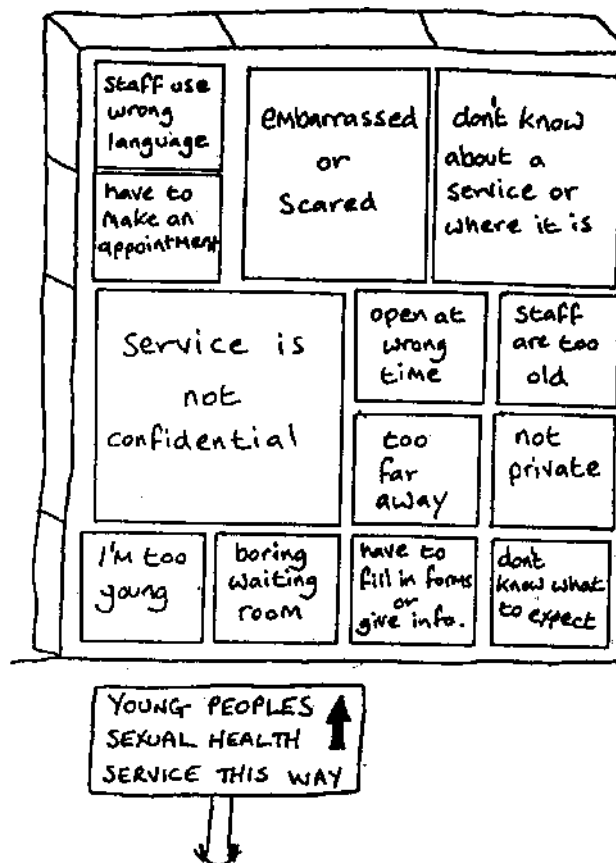 staff use
wrong
language
have to
make an
appointment
embarrassed
or
scared
don't know
about a
service or
where it is
Service is
not
confidential
open at
wrong
time
staff
are too
old
too
far
away
not
private
I'm too
young
boring
waiting
room
have to
fill in forms
or
give info.
don't
know what
to expect
YOUNG PEOPLES
SEXUAL HEALTH
SERVICE THIS WAY